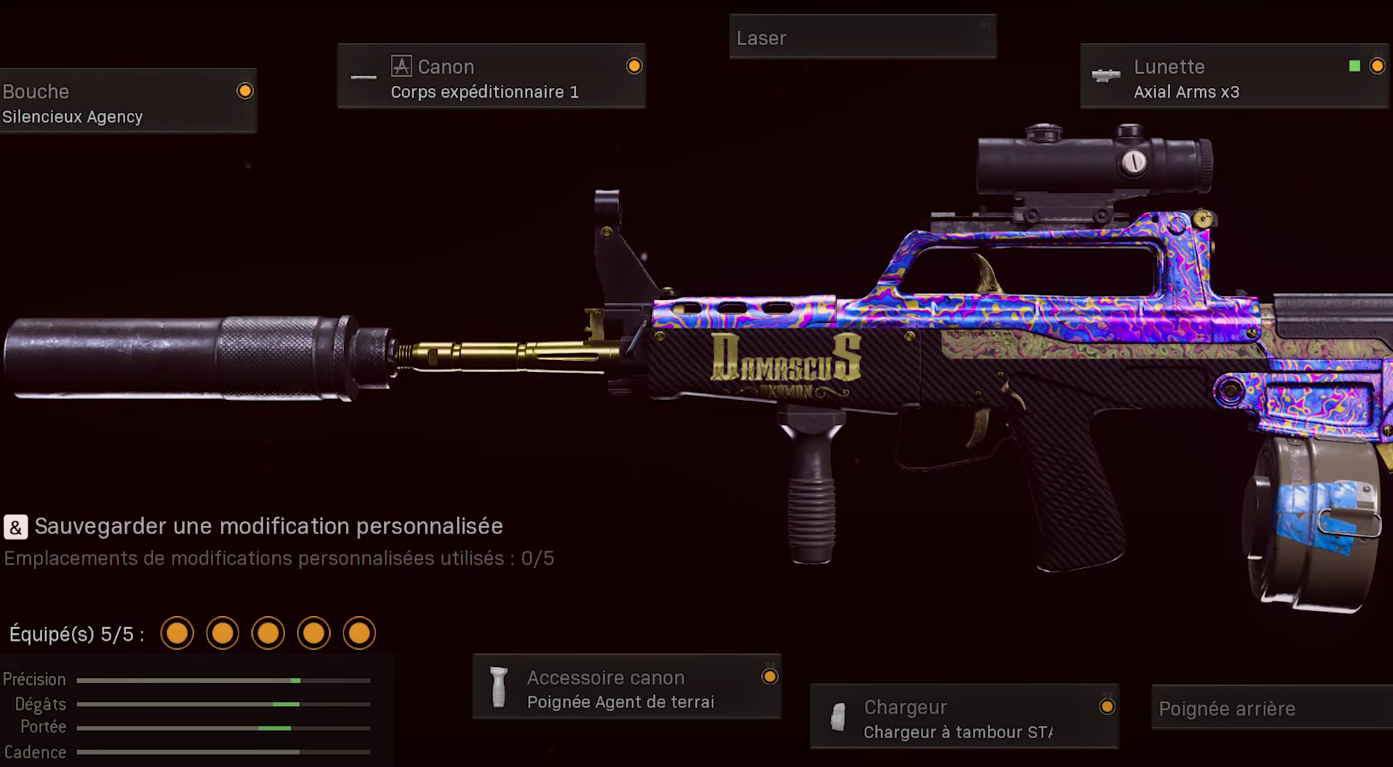 Laser
Canon
Corps expéditionnaire 1
Lunette
Axial Arms x3
Bouche
Silencieux Agency
DAMASCUS
& Sauvegarder une modification personnalisée
Emplacements de modifications personnalisées utilisés : 0/5
Équipé(s) 5/5 :
Précision
Dégâts
Portée
Cadence
Accessoire canon
Poignée Agent de terrai
Chargeur
Chargeur à tambour STA
Poignée arrière